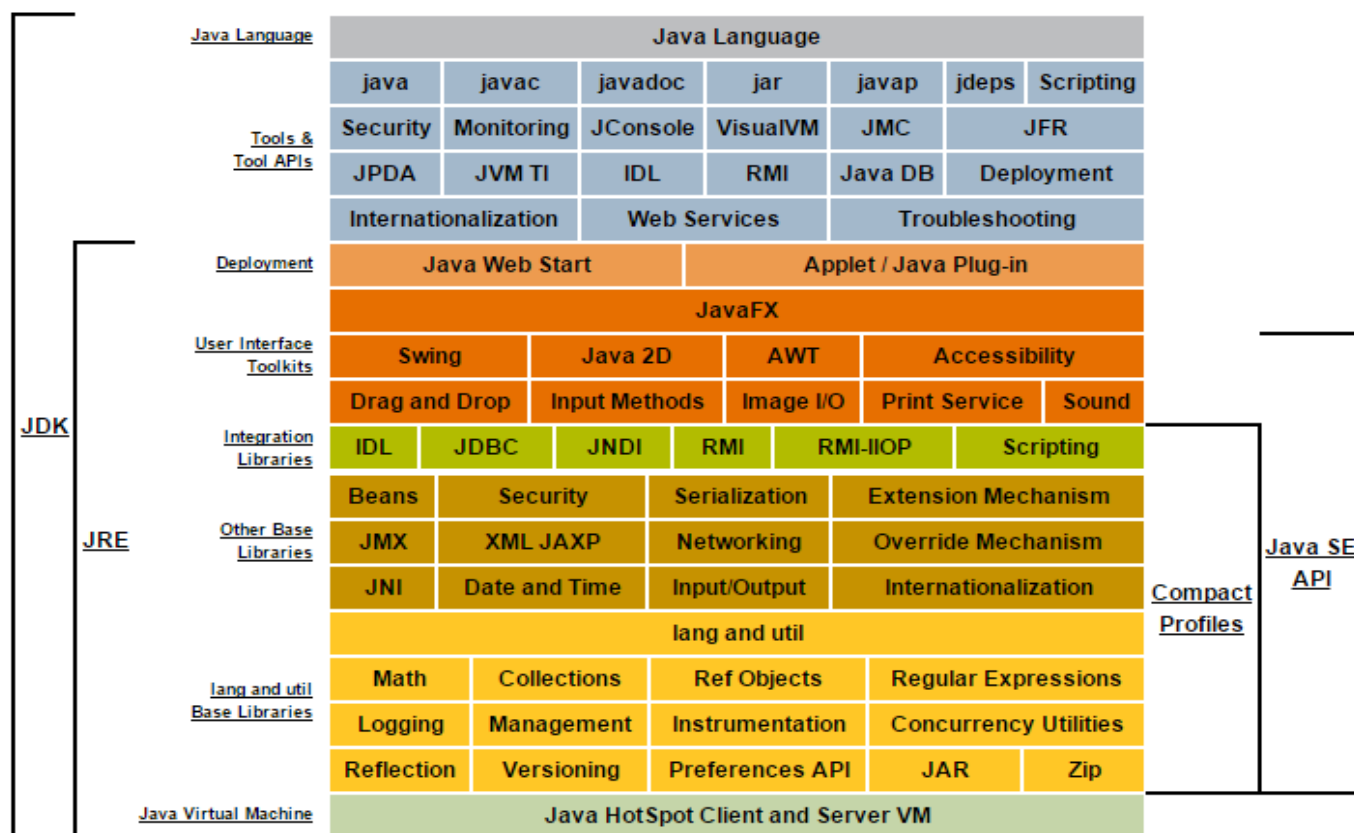 Java Language
Java Language
java javac javadoc jar javap jdeps Scripting
Tools &
Tool APIs
Security Monitoring JConsole VisualVM JMC JFR
JPDA JVM TI IDL RMI Java DB Deployment
Internationalization Web Services Troubleshooting
Deployment
Java Web Start Applet / Java Plug-in
JavaFX
User Interface
Toolkits
Swing Java 2D AWT Accessibility
Drag and Drop Input Methods Image I/O Print Service Sound
JDK
Integration
Libraries
IDL JDBC JNDI RMI RMI-IIOP Scripting
JRE
Other Base
Libraries
Beans Security Serialization Extension Mechanism
JMX XML JAXP Networking Override Mechanism
JNI Date and Time Input/Output Internationalization
Java SE
API
Compact
Profiles
lang and util
lang and util
Base Libraries
Math Collections Ref Objects Regular Expressions
Logging Management Instrumentation Concurrency Utilities
Reflection Versioning Preferences API JAR Zip
Java Virtual Machine
Java HotSpot Client and Server VM